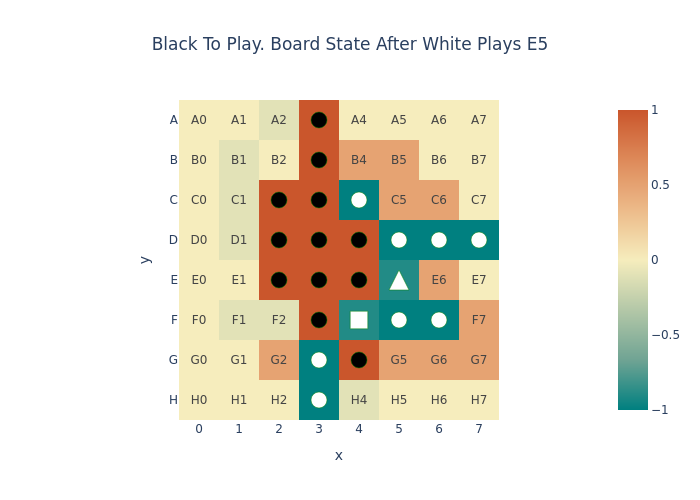 Black To Play. Board State After White Plays E5
A A0 A1 A2 A4 A5 A6 A7
B B0 B1 B2 B4 B5 B6 B7
C C0 C1 C5 C6 C7
D D0 D1
E E0 E1 E6 E7
F F0 F1 F2 F7
G G0 G1 G2 G5 G6 G7
H H0 H1 H2 H4 H5 H6 H7
0 1 2 3 4 5 6 7
x
y
1
0.5
0
−0.5
−1